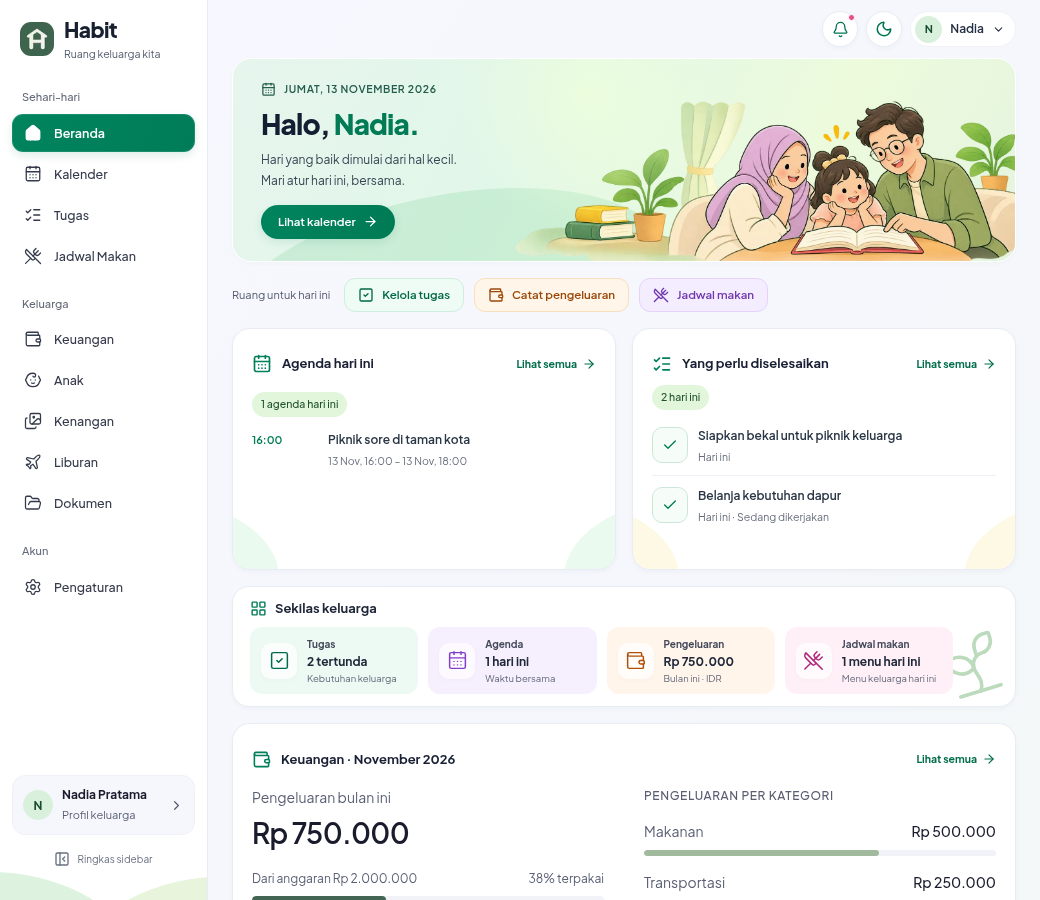 Habit
Ruang keluarga kita
Sehari-hari
Beranda
Kalender
Tugas
Jadwal Makan
Keluarga
Keuangan
Anak
Kenangan
Liburan
Dokumen
Akun
Pengaturan
N
Nadia Pratama
Profil keluarga
Ringkas sidebar
N Nadia
JUMAT, 13 NOVEMBER 2026
Halo, Nadia.
Hari yang baik dimulai dari hal kecil.
Mari atur hari ini, bersama.
Lihat kalender
Ruang untuk hari ini
Kelola tugas
Catat pengeluaran
Jadwal makan
Agenda hari ini
Lihat semua
1 agenda hari ini
16:00
Piknik sore di taman kota
13 Nov, 16:00 – 13 Nov, 18:00
Yang perlu diselesaikan
Lihat semua
2 hari ini
Siapkan bekal untuk piknik keluarga
Hari ini
Belanja kebutuhan dapur
Hari ini · Sedang dikerjakan
Sekilas keluarga
Tugas
2 tertunda
Kebutuhan keluarga
Agenda
1 hari ini
Waktu bersama
Pengeluaran
Rp 750.000
Bulan ini · IDR
Jadwal makan
1 menu hari ini
Menu keluarga hari ini
Keuangan · November 2026
Lihat semua
Pengeluaran bulan ini
Rp 750.000
Dari anggaran Rp 2.000.000
38% terpakai
PENGELUARAN PER KATEGORI
Makanan
Rp 500.000
Transportasi
Rp 250.000